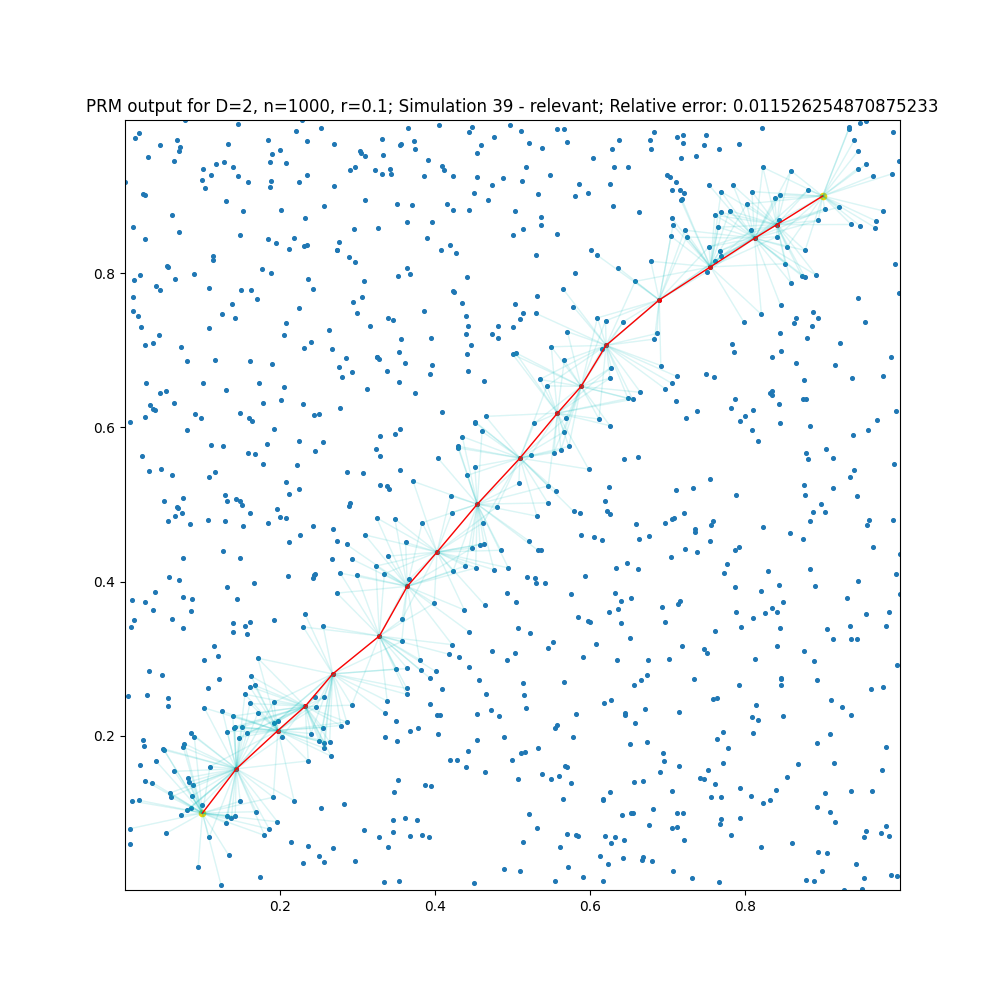 PRM output for D=2, n=1000, r=0.1; Simulation 39 - relevant; Relative error: 0.011526254870875233
0.8
0.6
0.4
0.2
0.2 0.4 0.6 0.8